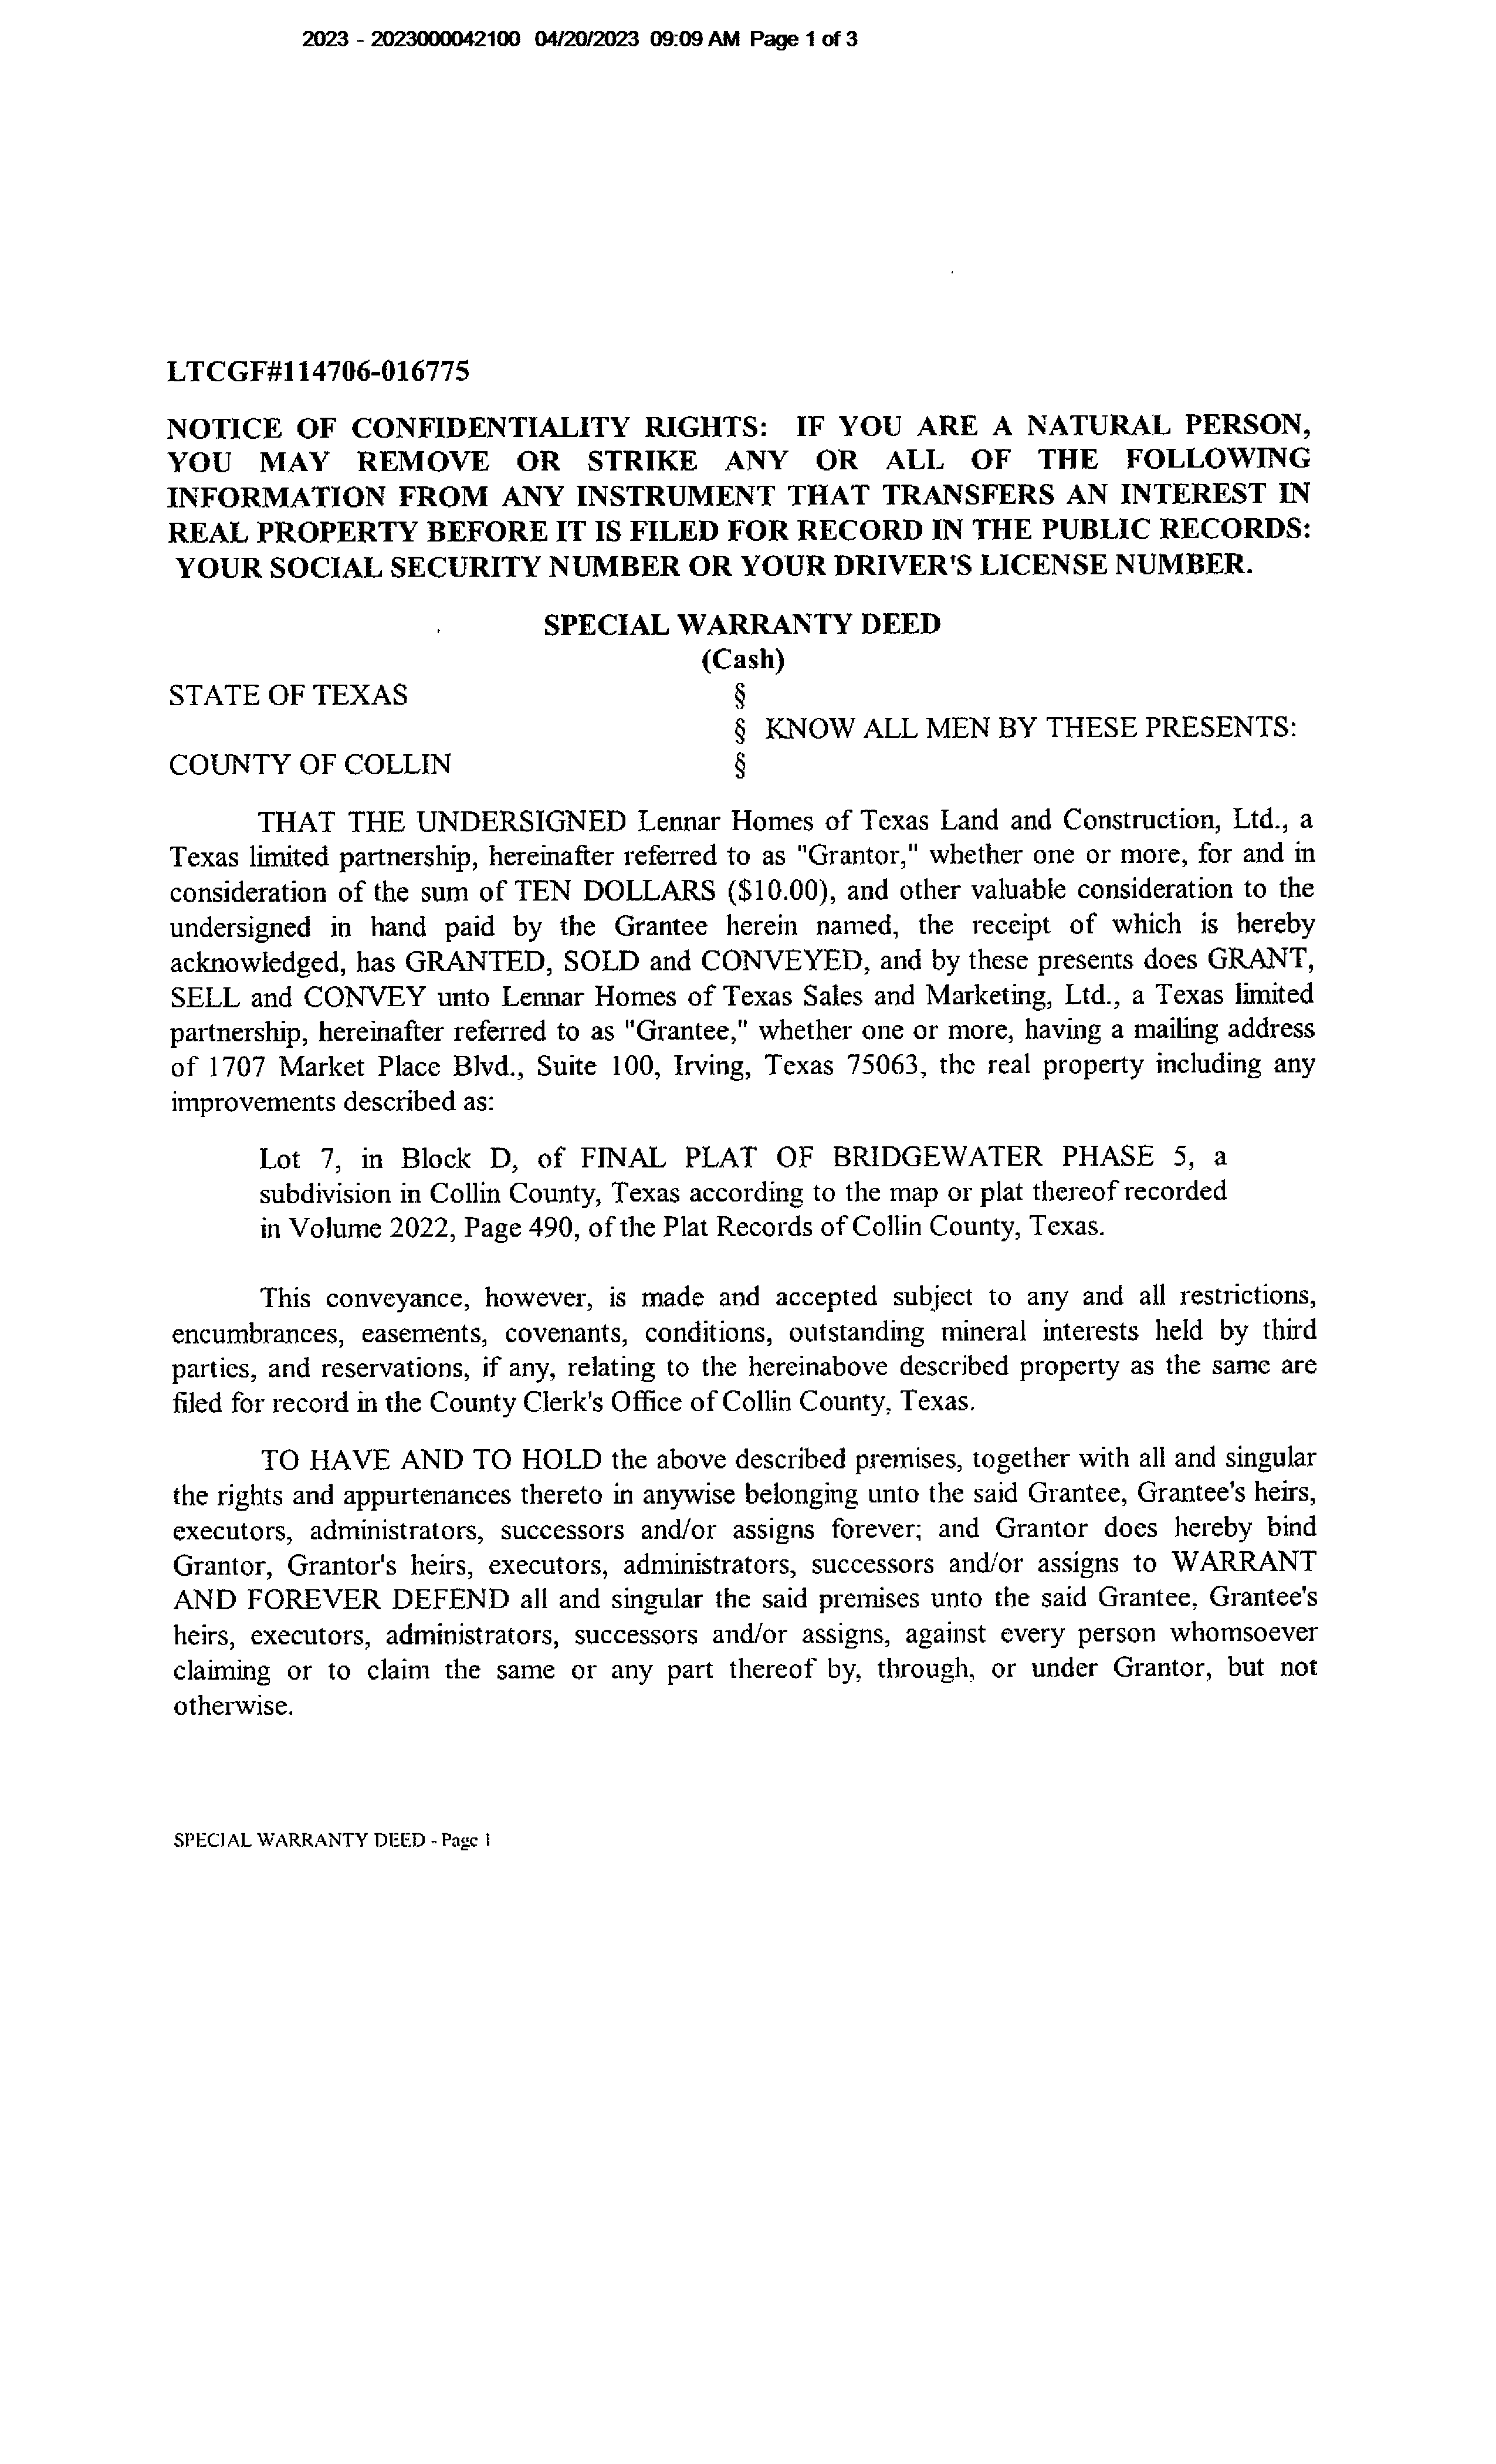 2023 - 2023000042100 04/20/2023 09:09 AM Page 1 of 3
LTCGF#114706-016775
NOTICE OF CONFIDENTIALITY RIGHTS: IF YOU ARE A NATURAL PERSON,
YOU MAY REMOVE OR STRIKE ANY OR ALL OF THE FOLLOWING
INFORMATION FROM ANY INSTRUMENT THAT TRANSFERS AN INTEREST IN
REAL PROPERTY BEFORE IT IS FILED FOR RECORD IN THE PUBLIC RECORDS:
YOUR SOCIAL SECURITY NUMBER OR YOUR DRIVER'S LICENSE NUMBER.
SPECIAL WARRANTY DEED
(Cash)
STATE OF TEXAS §
§ KNOW ALL MEN BY THESE PRESENTS:
COUNTY OF COLLIN §
THAT THE UNDERSIGNED Lennar Homes of Texas Land and Construction, Ltd., a
Texas limited partnership, hereinafter referred to as "Grantor," whether one or more, for and in
consideration of the sum of TEN DOLLARS ($10.00), and other valuable consideration to the
undersigned in hand paid by the Grantee herein named, the receipt of which is hereby
acknowledged, has GRANTED, SOLD and CONVEYED, and by these presents does GRANT,
SELL and CONVEY unto Lennar Homes of Texas Sales and Marketing, Ltd., a Texas limited
partnership, hereinafter referred to as "Grantee," whether one or more, having a mailing address
of 1707 Market Place Blvd., Suite 100, Irving, Texas 75063, the real property including any
improvements described as:
Lot 7, in Block D, of FINAL PLAT OF BRIDGEWATER PHASE 5, a
subdivision in Collin County, Texas according to the map or plat thereof recorded
in Volume 2022, Page 490, of the Plat Records of Collin County, Texas.
This conveyance, however, is made and accepted subject to any and all restrictions,
encumbrances, easements, covenants, conditions, outstanding mineral interests held by third
parties, and reservations, if any, relating to the hereinabove described property as the same are
filed for record in the County Clerk's Office of Collin County, Texas.
TO HAVE AND TO HOLD the above described premises, together with all and singular
the rights and appurtenances thereto in anywise belonging unto the said Grantee, Grantee's heirs,
executors, administrators, successors and/or assigns forever; and Grantor does hereby bind
Grantor, Grantor's heirs, executors, administrators, successors and/or assigns to WARRANT
AND FOREVER DEFEND all and singular the said premises unto the said Grantee, Grantee's
heirs, executors, administrators, successors and/or assigns, against every person whomsoever
claiming or to claim the same or any part thereof by, through, or under Grantor, but not
otherwise.
SPECIAL WARRANTY DEED - Page 1